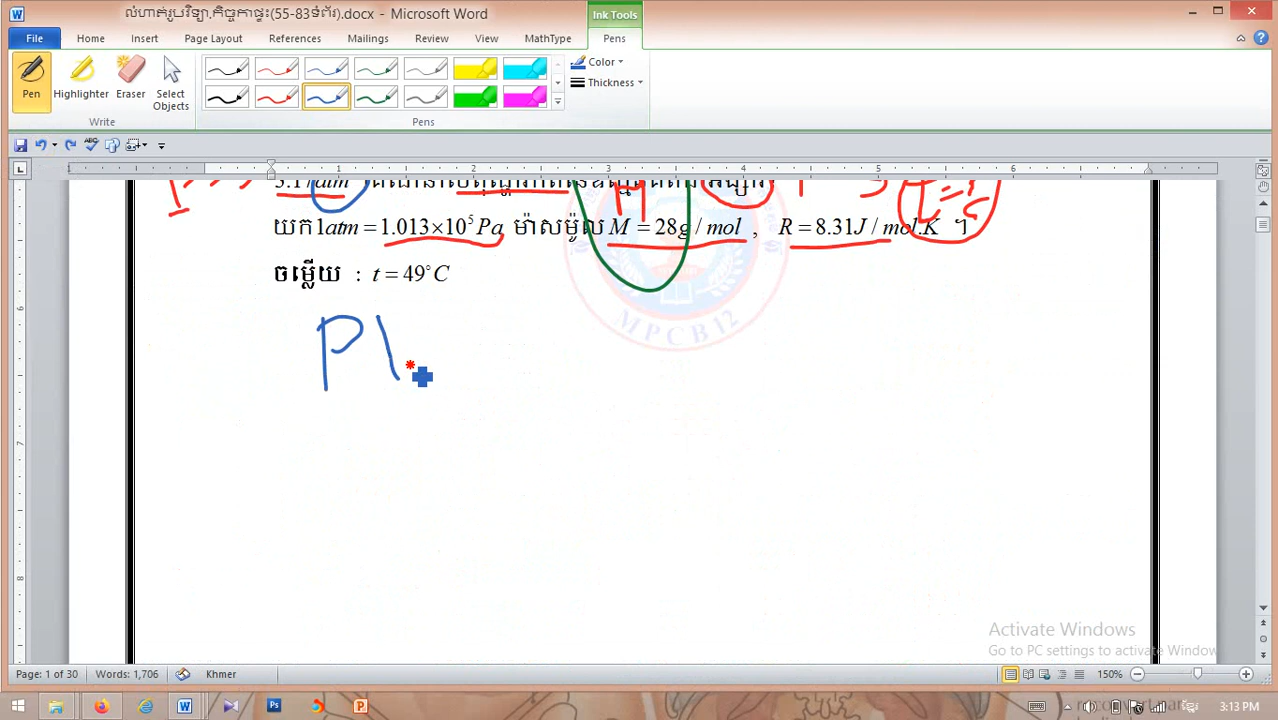 លំហាត់រូបវិទ្យា,កិច្ចការផ្ទះ(55-83ទំព័រ).docx - Microsoft Word
Ink Tools
File Home Insert Page Layout References Mailings Review View MathType Pens
Pen Highlighter Eraser Select Objects
Color
Thickness
Write
Pens
3.17atm
យក 1atm = 1.013×10⁵ Pa ម៉ាសម៉ូល M = 28g / mol , R = 8.31J / mol.K ។
ចម្លើយ : t = 49°C
MPCB12
P
Activate Windows
Go to PC settings to activate Windows
Page: 1 of 30 Words: 1,706 Khmer 150%
3:13 PM